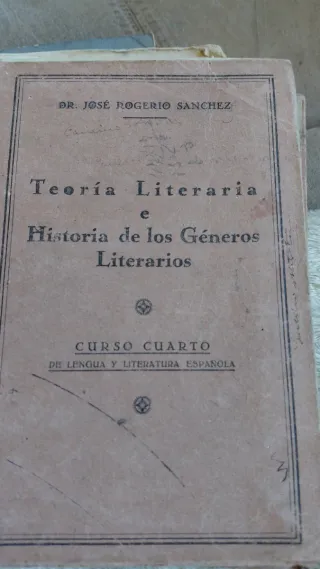 DR. JOSÉ ROGERIO SANCHEZ
Teoría Literaria
e
Historia de los Géneros
Literarios
CURSO CUARTO
DE LENGUA Y LITERATURA ESPAÑOLA